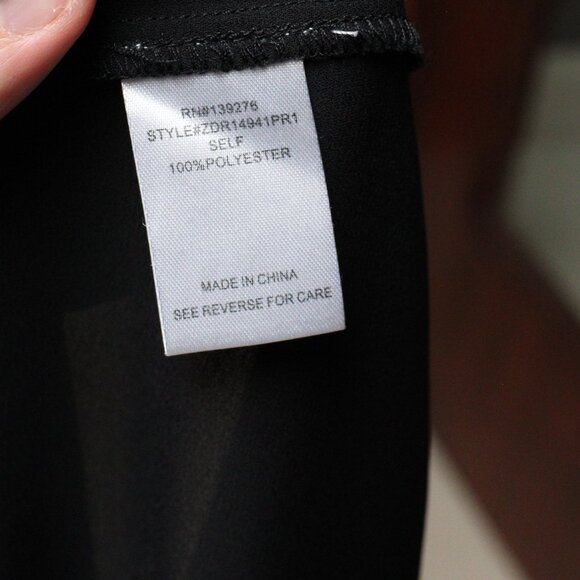 RN#139276
STYLE#ZDR14941PR1
SELF
100%POLYESTER
MADE IN CHINA
SEE REVERSE FOR CARE